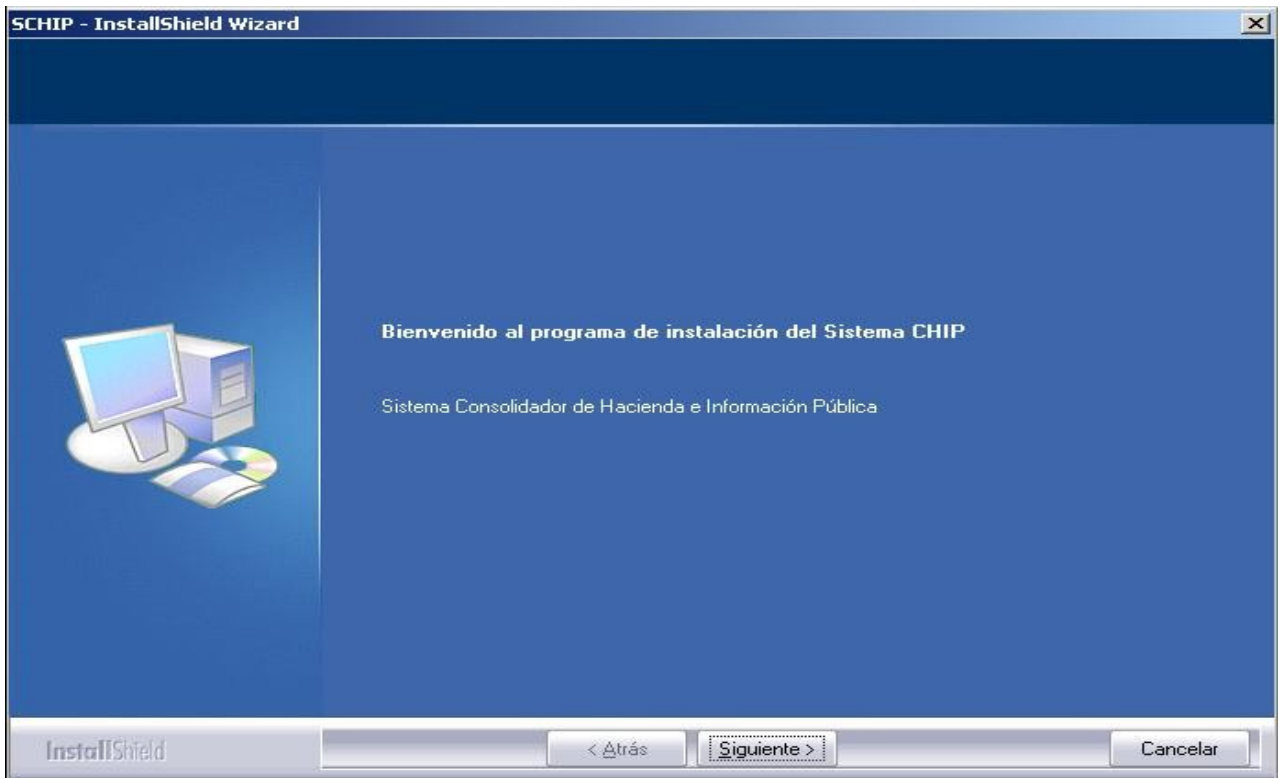 SCHIP - InstallShield Wizard
Bienvenido al programa de instalación del Sistema CHIP
Sistema Consolidador de Hacienda e Información Pública
InstallShield
< Atrás
Siguiente >
Cancelar